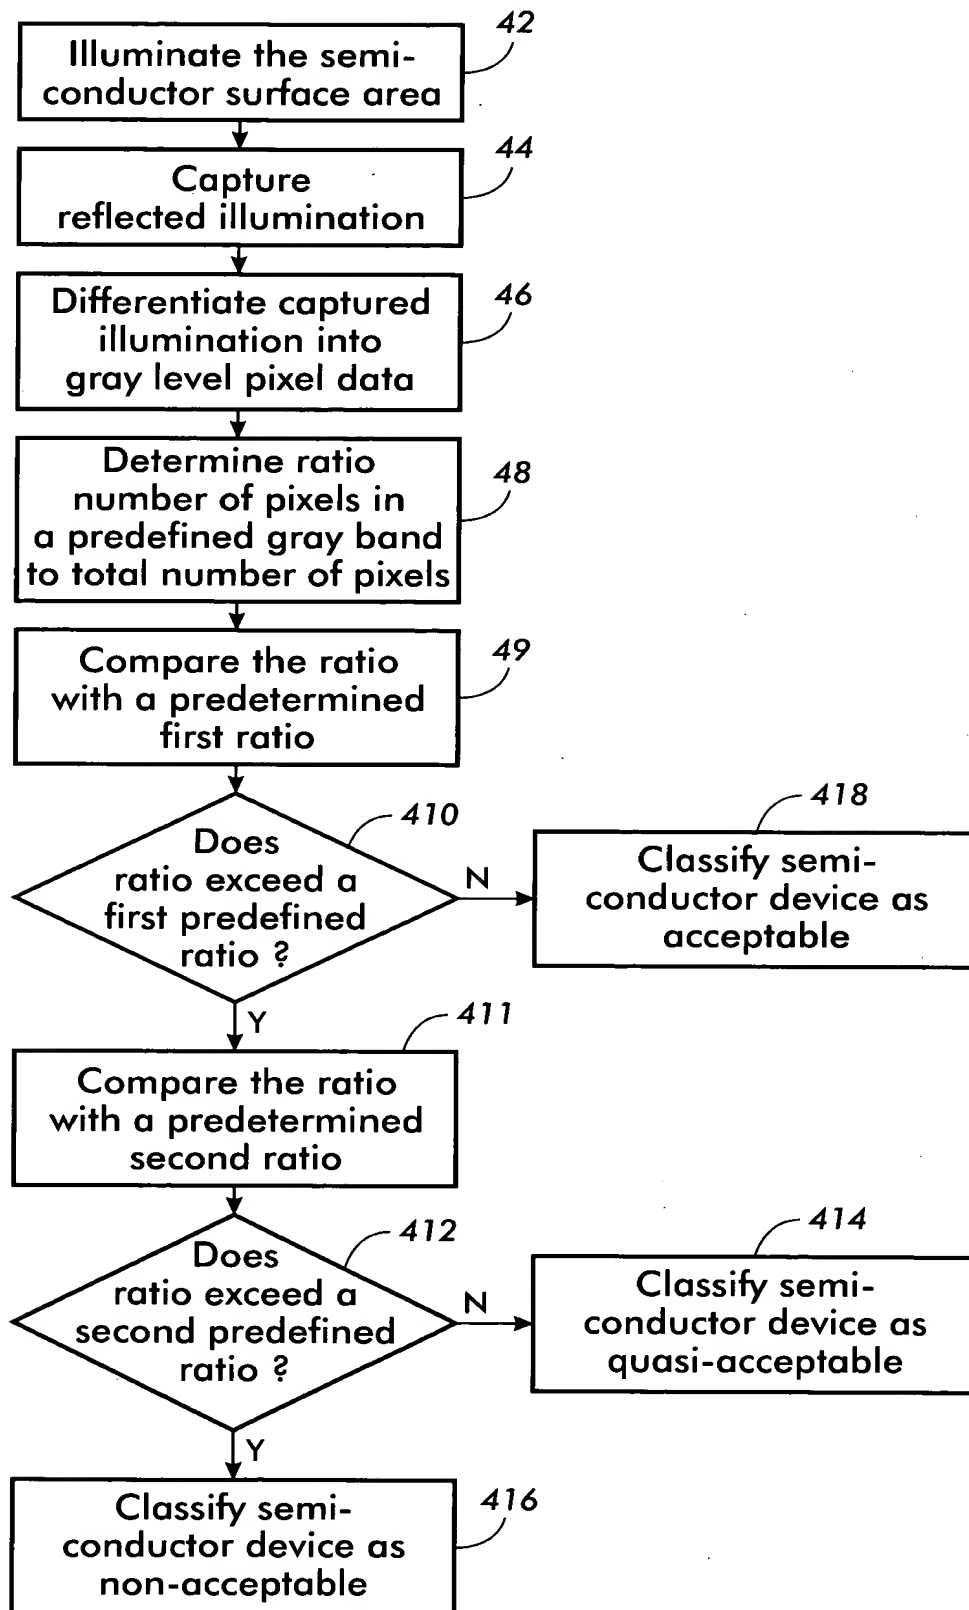 42
Illuminate the semi-
conductor surface area
44
Capture
reflected illumination
46
Differentiate captured
illumination into
gray level pixel data
48
Determine ratio
number of pixels in
a predefined gray band
to total number of pixels
49
Compare the ratio
with a predetermined
first ratio
410
Does
ratio exceed a
first predefined
ratio ?
N
418
Classify semi-
conductor device as
acceptable
Y
411
Compare the ratio
with a predetermined
second ratio
412
Does
ratio exceed a
second predefined
ratio ?
N
414
Classify semi-
conductor device as
quasi-acceptable
Y
416
Classify semi-
conductor device as
non-acceptable